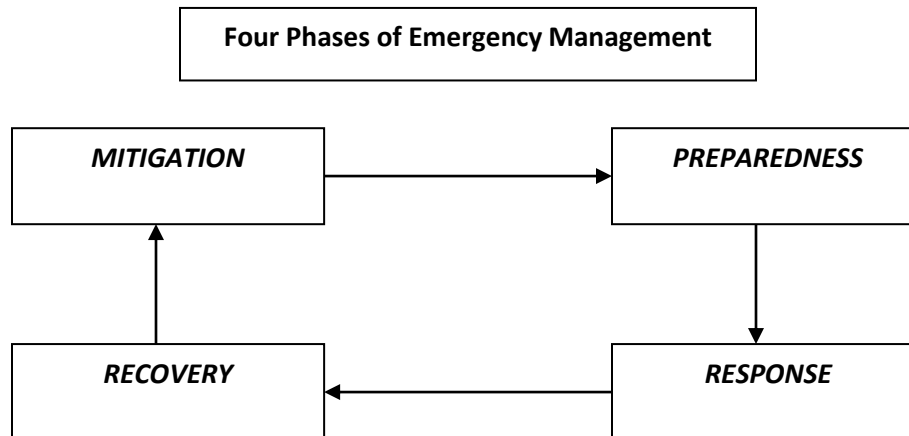 Four Phases of Emergency Management
MITIGATION
PREPAREDNESS
RECOVERY
RESPONSE